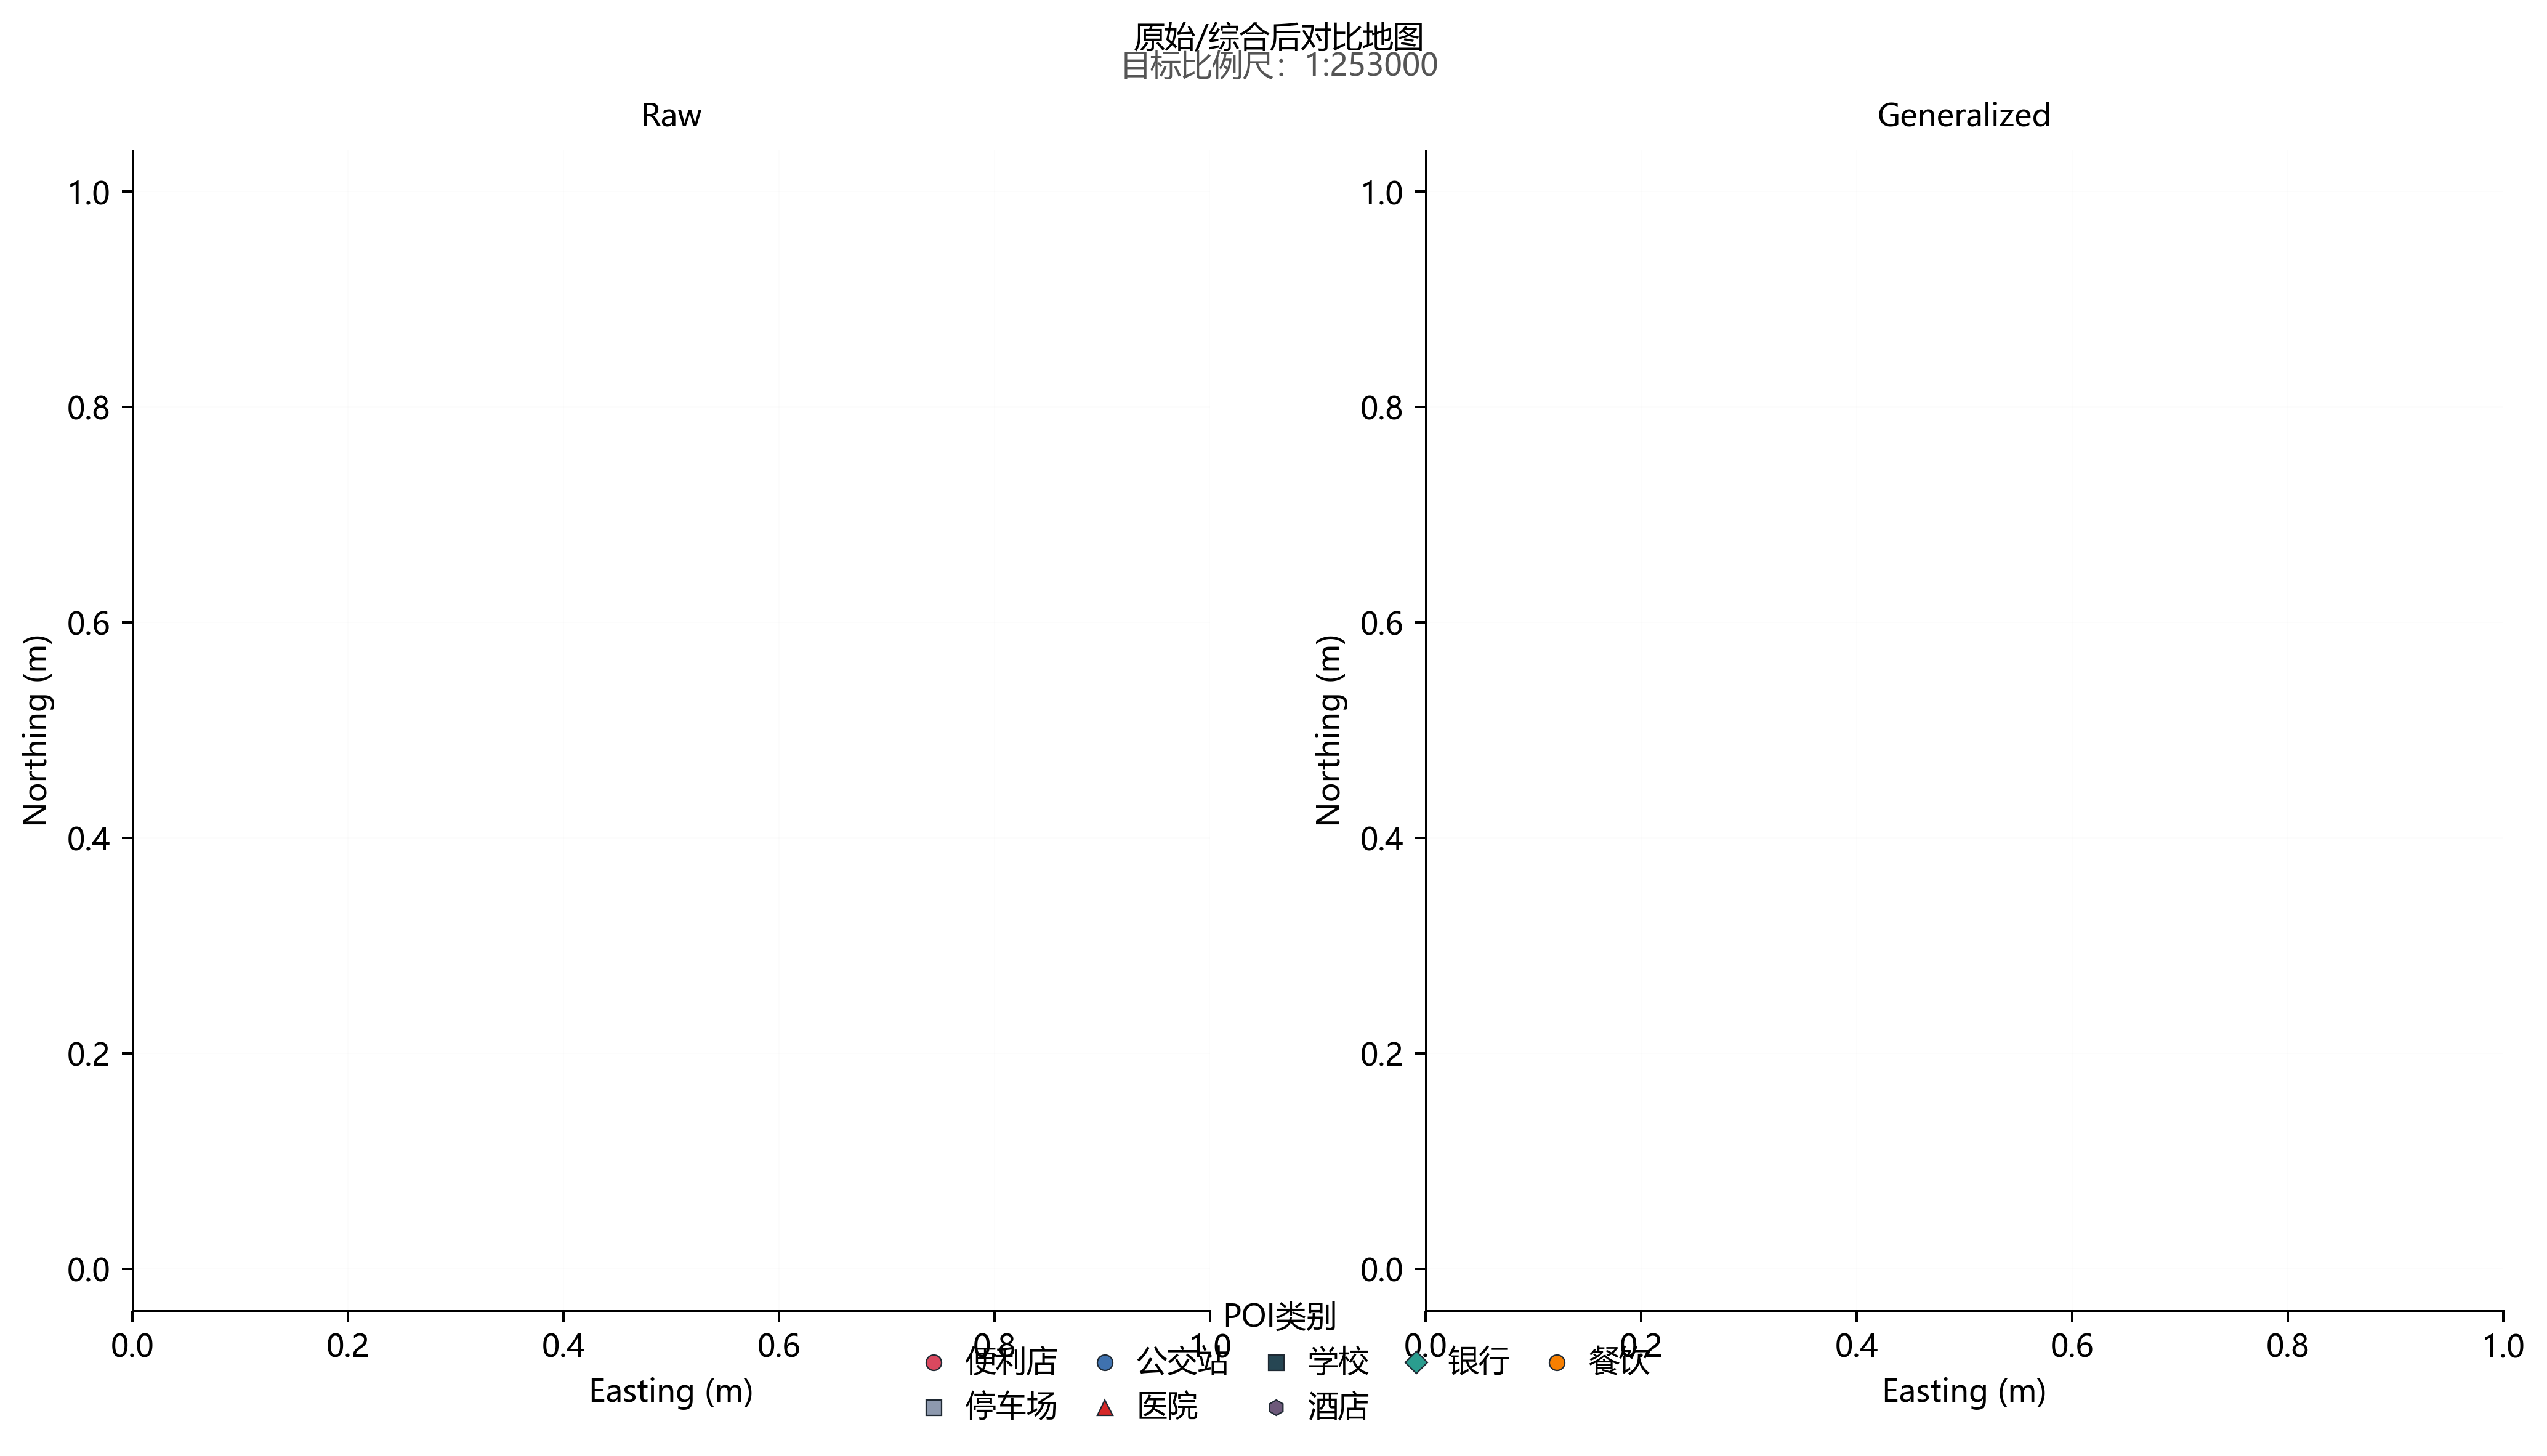 原始/综合后对比地图
目标比例尺：1:253000
Raw
Generalized
1.0
0.8
0.6
0.4
0.2
0.0
Northing (m)
0.0 0.2 0.4 0.6 0.8 1.0
Easting (m)
1.0
0.8
0.6
0.4
0.2
0.0
Northing (m)
0.0 0.2 0.4 0.6 0.8 1.0
Easting (m)
POI类别
便利店 公交站 学校 银行 餐饮
停车场 医院 酒店